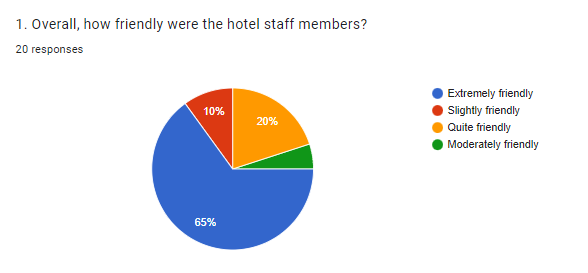 1. Overall, how friendly were the hotel staff members?
20 responses
10%
20%
65%
Extremely friendly
Slightly friendly
Quite friendly
Moderately friendly